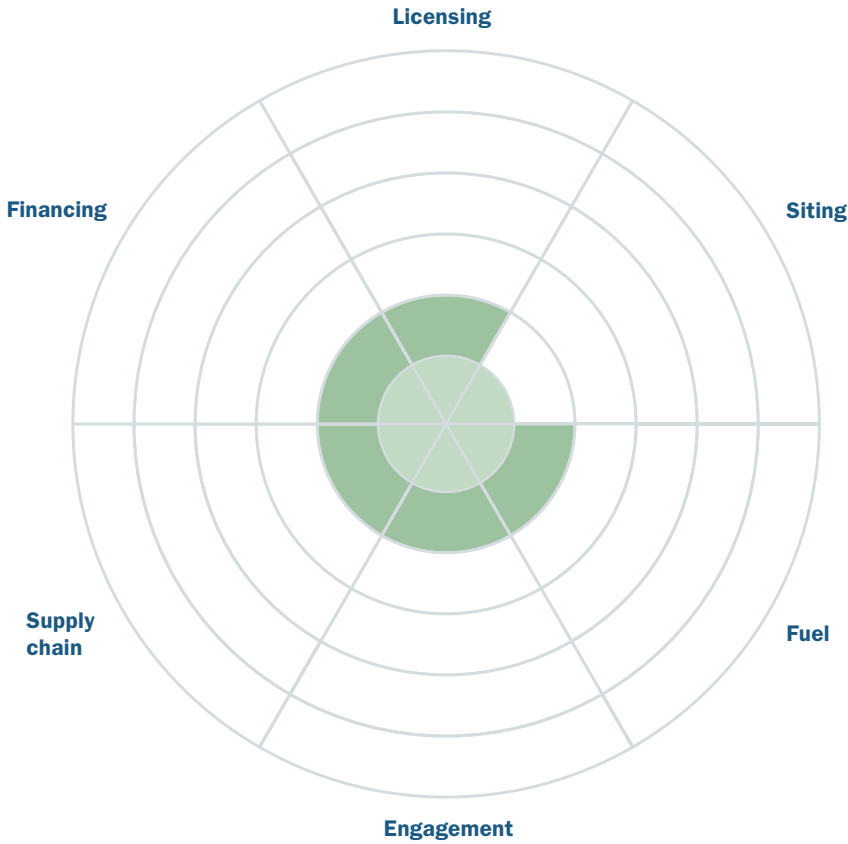 Licensing
Financing
Siting
Supply
chain
Fuel
Engagement